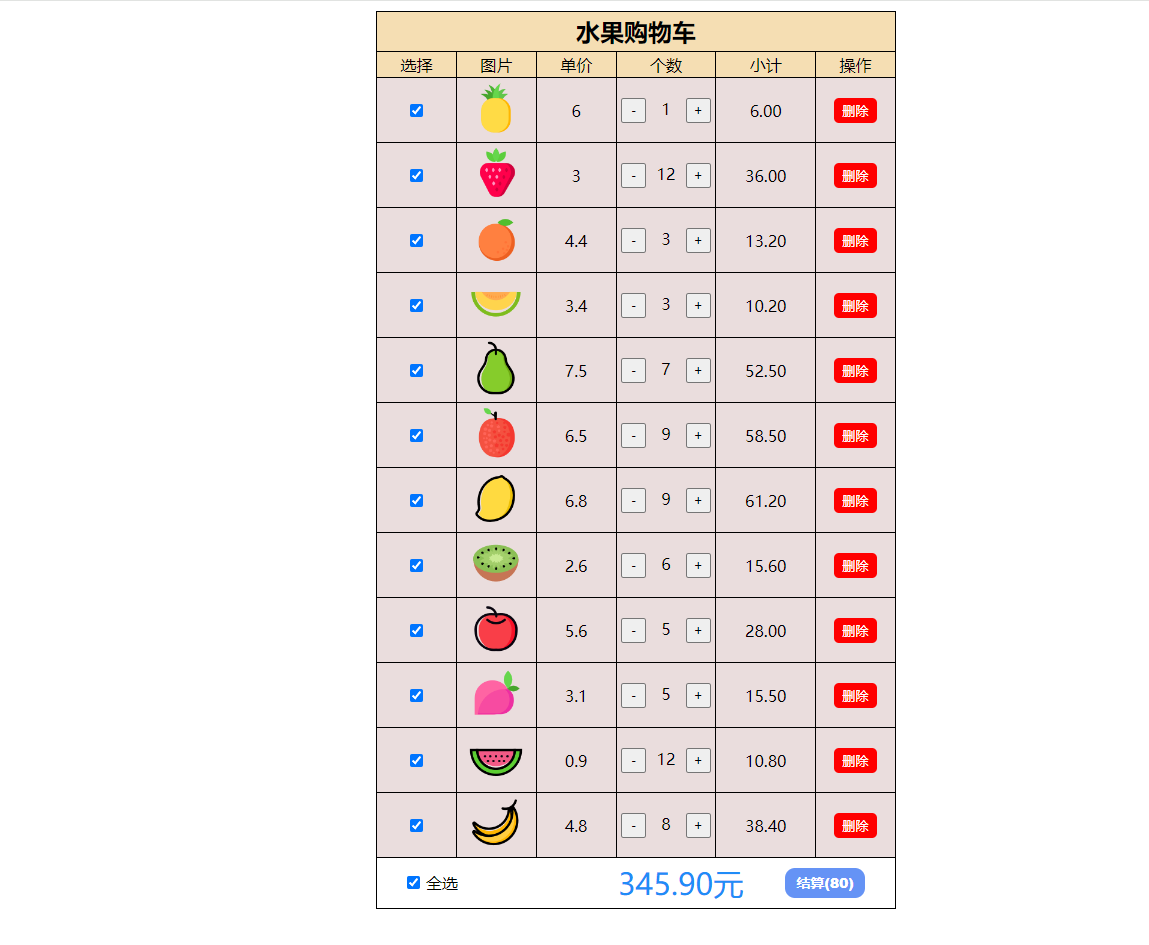 水果购物车
选择 图片 单价 个数 小计 操作
6 - 1 + 6.00 删除
3 - 12 + 36.00 删除
4.4 - 3 + 13.20 删除
3.4 - 3 + 10.20 删除
7.5 - 7 + 52.50 删除
6.5 - 9 + 58.50 删除
6.8 - 9 + 61.20 删除
2.6 - 6 + 15.60 删除
5.6 - 5 + 28.00 删除
3.1 - 5 + 15.50 删除
0.9 - 12 + 10.80 删除
4.8 - 8 + 38.40 删除
全选 345.90元 结算(80)